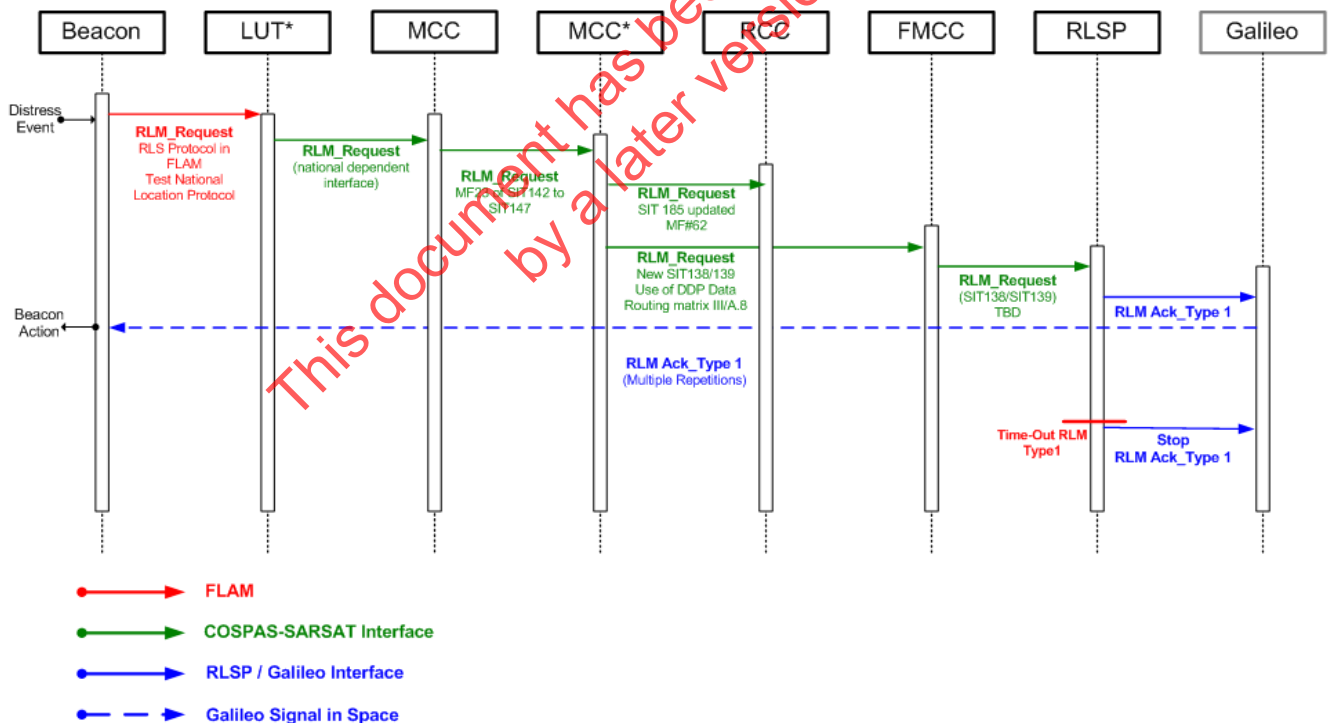 Beacon
LUT*
MCC
MCC*
RCC
FMCC
RLSP
Galileo
Distress
Event
RLM_Request
RLS Protocol in
FLAM
Test National
Location Protocol
RLM_Request
(national dependent
interface)
RLM_Request
MF23 or SIT142 to
SIT147
RLM_Request
SIT 185 updated
MF#62
RLM_Request
New SIT138/139
Use of DDP Data
Routing matrix III/A.8
RLM_Request
(SIT138/SIT139)
TBD
RLM Ack_Type 1
Beacon
Action
RLM Ack_Type 1
(Multiple Repetitions)
Time-Out RLM
Type1
Stop
RLM Ack_Type 1
This document has
by a later
FLAM
COSPAS-SARSAT Interface
RLSP / Galileo Interface
Galileo Signal in Space